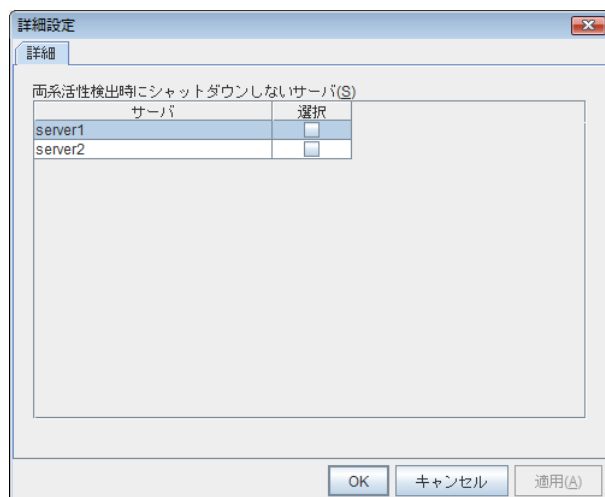 詳細設定
詳細
両系活性検出時にシャットダウンしないサーバ(S)
サーバ 選択
server1
server2
OK キャンセル 適用(A)